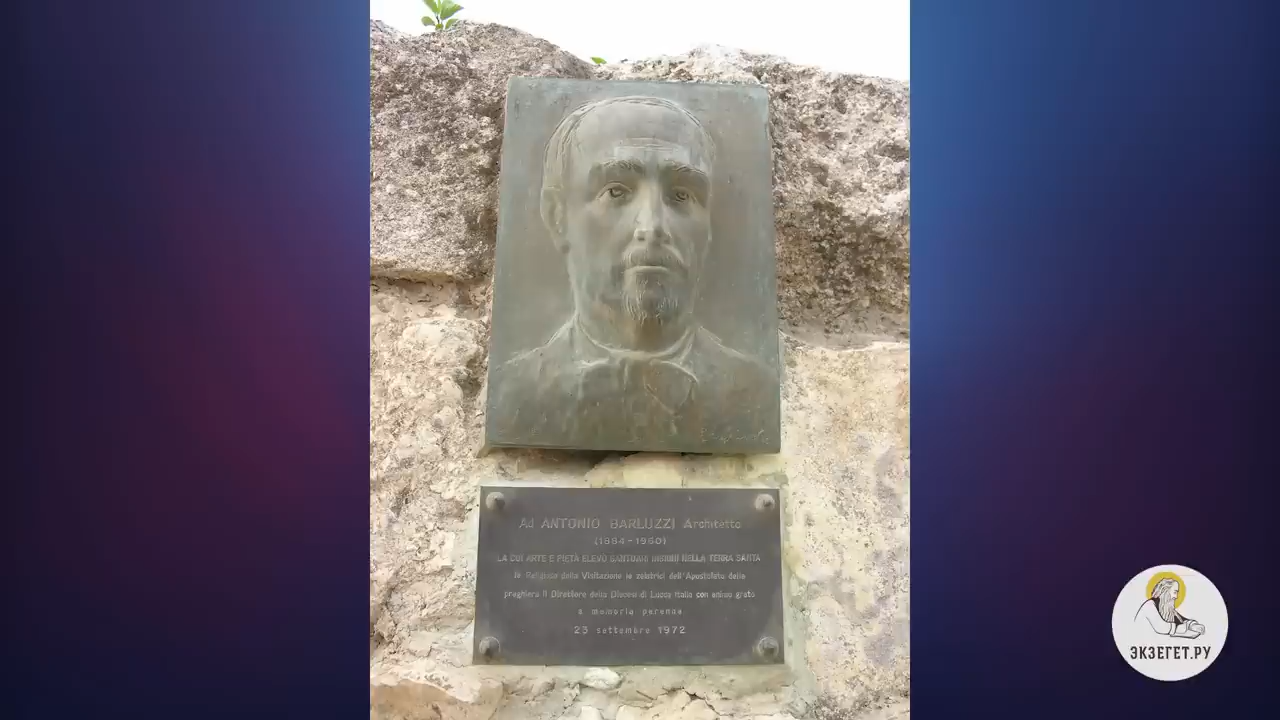 Ad ANTONIO BARLUZZI Architetto
(1884-1960)
LA CUI ARTE E PIETÀ ELEVÒ SANTUARI INSIGNI NELLA TERRA SANTA
le Religiose della Visitazione le zelatrici dell'Apostolato della
preghiera il Direttore della Diocesi di Lucca Italia con animo grato
a memoria perenne
23 settembre 1972
ЭКЗЕГЕТ.РУ